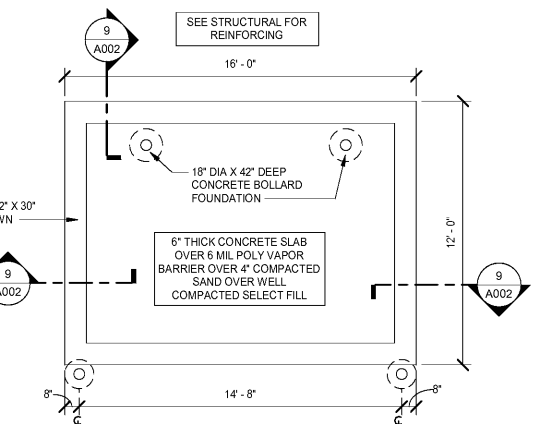 9
A002
SEE STRUCTURAL FOR
REINFORCING
16' - 0"
18" DIA X 42" DEEP
CONCRETE BOLLARD
FOUNDATION
2" X 30"
WN
12' - 0"
6" THICK CONCRETE SLAB
OVER 6 MIL POLY VAPOR
BARRIER OVER 4" COMPACTED
SAND OVER WELL
COMPACTED SELECT FILL
9
A002
9
A002
8"
14' - 8"
8"
℄
℄